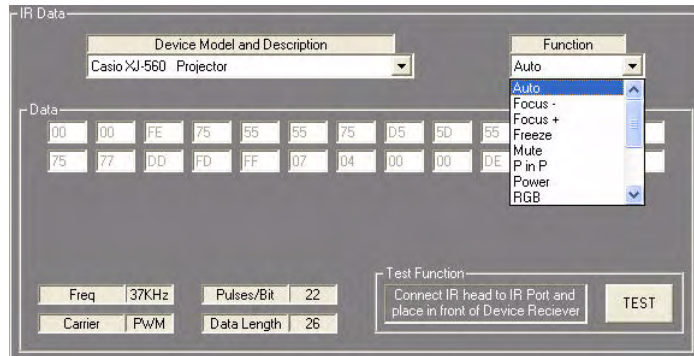 IR Data
Device Model and Description
Function
Casio XJ-560 Projector
Auto
Auto
Focus -
Focus +
Freeze
Mute
P in P
Power
RGB
Data
00 00 FE 75 55 55 75 D5 5D 55
75 77 DD FD FF 07 04 00 00 DE
Freq 37KHz Pulses/Bit 22
Carrier PWM Data Length 26
Test Function
Connect IR head to IR Port and
place in front of Device Reciever
TEST